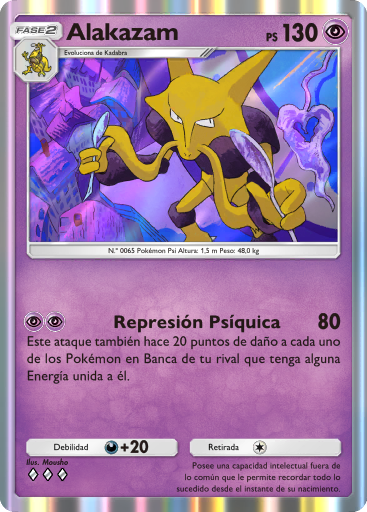 FASE 2
Alakazam
PS 130
Evoluciona de Kadabra
N.º 0065 Pokémon Psi Altura: 1,5 m Peso: 48,0 kg
Represión Psíquica 80
Este ataque también hace 20 puntos de daño a cada uno
de los Pokémon en Banca de tu rival que tenga alguna
Energía unida a él.
Debilidad +20 Retirada
Ilus. Mousho
Posee una capacidad intelectual fuera de
lo común que le permite recordar todo lo
sucedido desde el instante de su nacimiento.